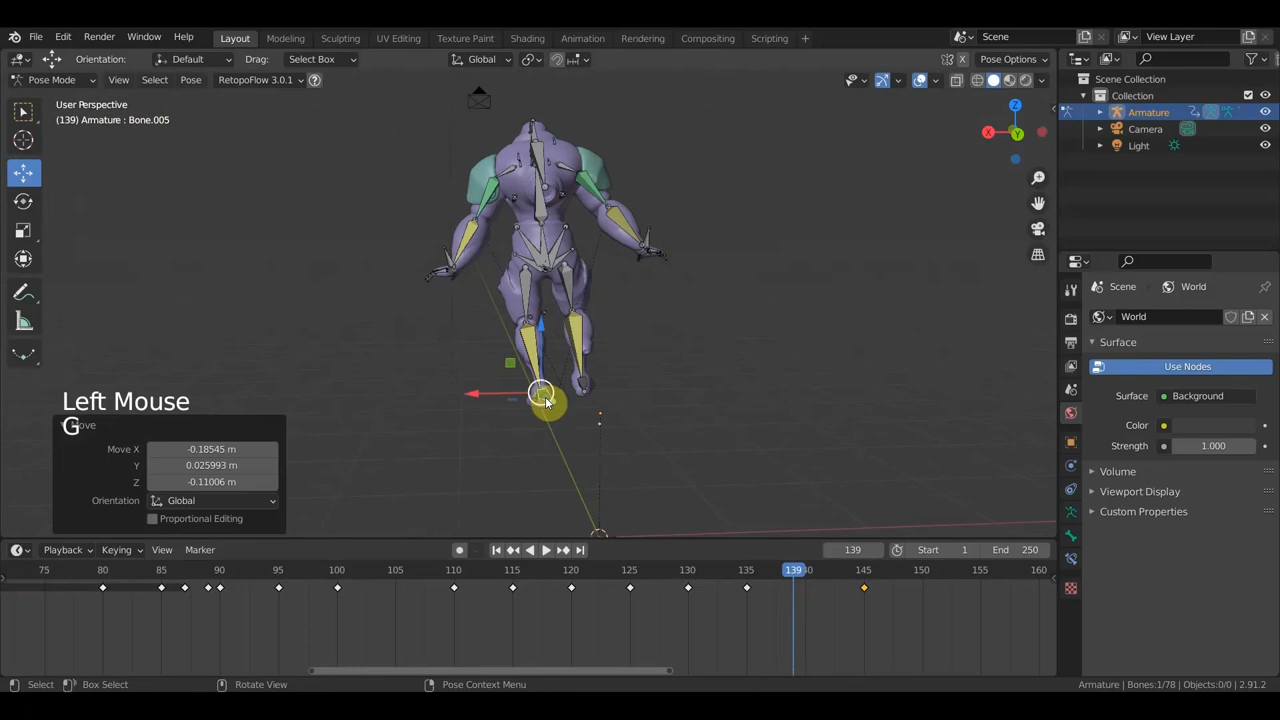 File Edit Render Window Help Layout Modeling Sculpting UV Editing Texture Paint Shading Animation Rendering Compositing Scripting + Scene View Layer
Orientation: Default Drag: Select Box Global Pose Options
Pose Mode View Select Pose RetopoFlow 3.0.1
User Perspective
(139) Armature : Bone.005
Scene Collection
Collection
Armature
Camera
Light
X Y Z
Scene World
World
Surface
Use Nodes
Surface Background
Color
Strength 1.000
Volume
Viewport Display
Custom Properties
Left Mouse
G
Move
Move X -0.18545 m
Y 0.025993 m
Z -0.11006 m
Orientation Global
Proportional Editing
Playback Keying View Marker 139 Start 1 End 250
75 80 85 90 95 100 105 110 115 120 125 130 135 139 145 150 155 160
Select Box Select Rotate View Pose Context Menu Armature | Bones:1/78 | Objects:0/0 | 2.91.2